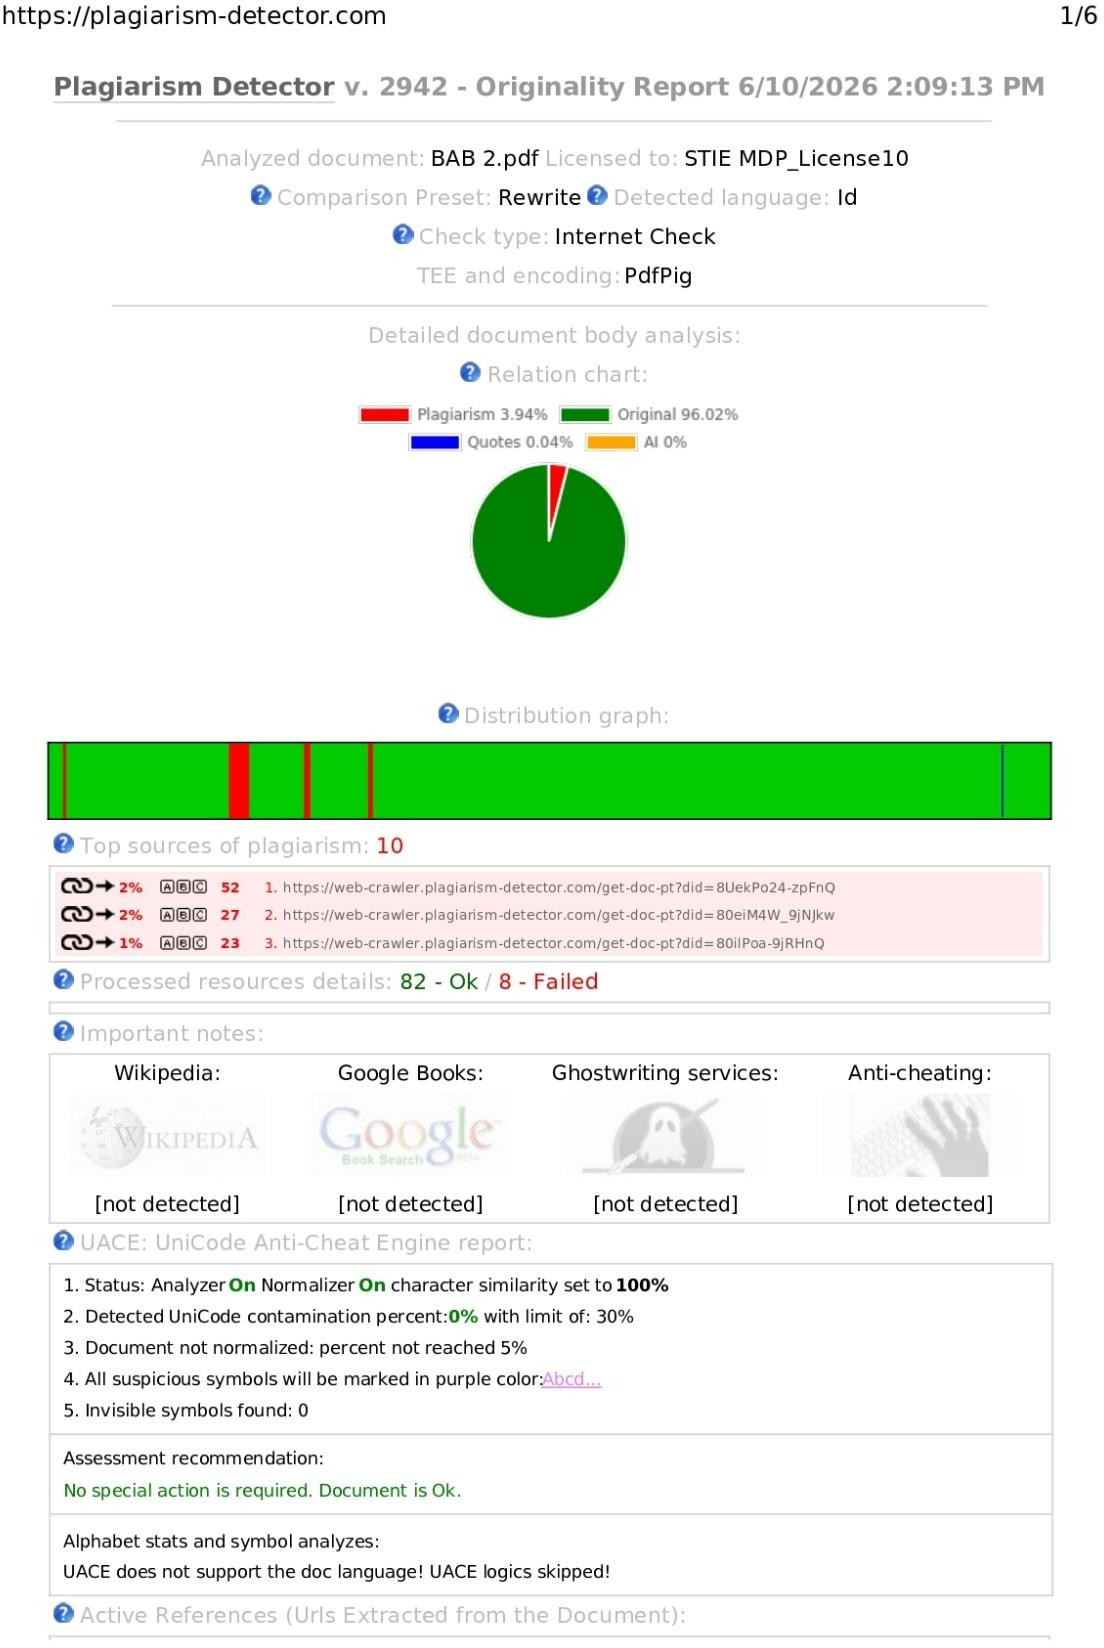 https://plagiarism-detector.com 1/6
Plagiarism Detector v. 2942 - Originality Report 6/10/2026 2:09:13 PM
Analyzed document: BAB 2.pdf Licensed to: STIE MDP_License10
? Comparison Preset: Rewrite ? Detected language: Id
? Check type: Internet Check
TEE and encoding: PdfPig
Detailed document body analysis:
? Relation chart:
Plagiarism 3.94% Original 96.02%
Quotes 0.04% AI 0%
? Distribution graph:
? Top sources of plagiarism: 10
2% ABC 52 1. https://web-crawler.plagiarism-detector.com/get-doc-pt?did=8UekPo24-zpFnQ
2% ABC 27 2. https://web-crawler.plagiarism-detector.com/get-doc-pt?did=80eiM4W_9jNJkw
1% ABC 23 3. https://web-crawler.plagiarism-detector.com/get-doc-pt?did=80ilPoa-9jRHnQ
? Processed resources details: 82 - Ok / 8 - Failed
? Important notes:
Wikipedia: Google Books: Ghostwriting services: Anti-cheating:
WIKIPEDIA Google
Book Search BETA
[not detected] [not detected] [not detected] [not detected]
? UACE: UniCode Anti-Cheat Engine report:
1. Status: Analyzer On Normalizer On character similarity set to 100%
2. Detected UniCode contamination percent:0% with limit of: 30%
3. Document not normalized: percent not reached 5%
4. All suspicious symbols will be marked in purple color:Abcd...
5. Invisible symbols found: 0
Assessment recommendation:
No special action is required. Document is Ok.
Alphabet stats and symbol analyzes:
UACE does not support the doc language! UACE logics skipped!
? Active References (Urls Extracted from the Document):